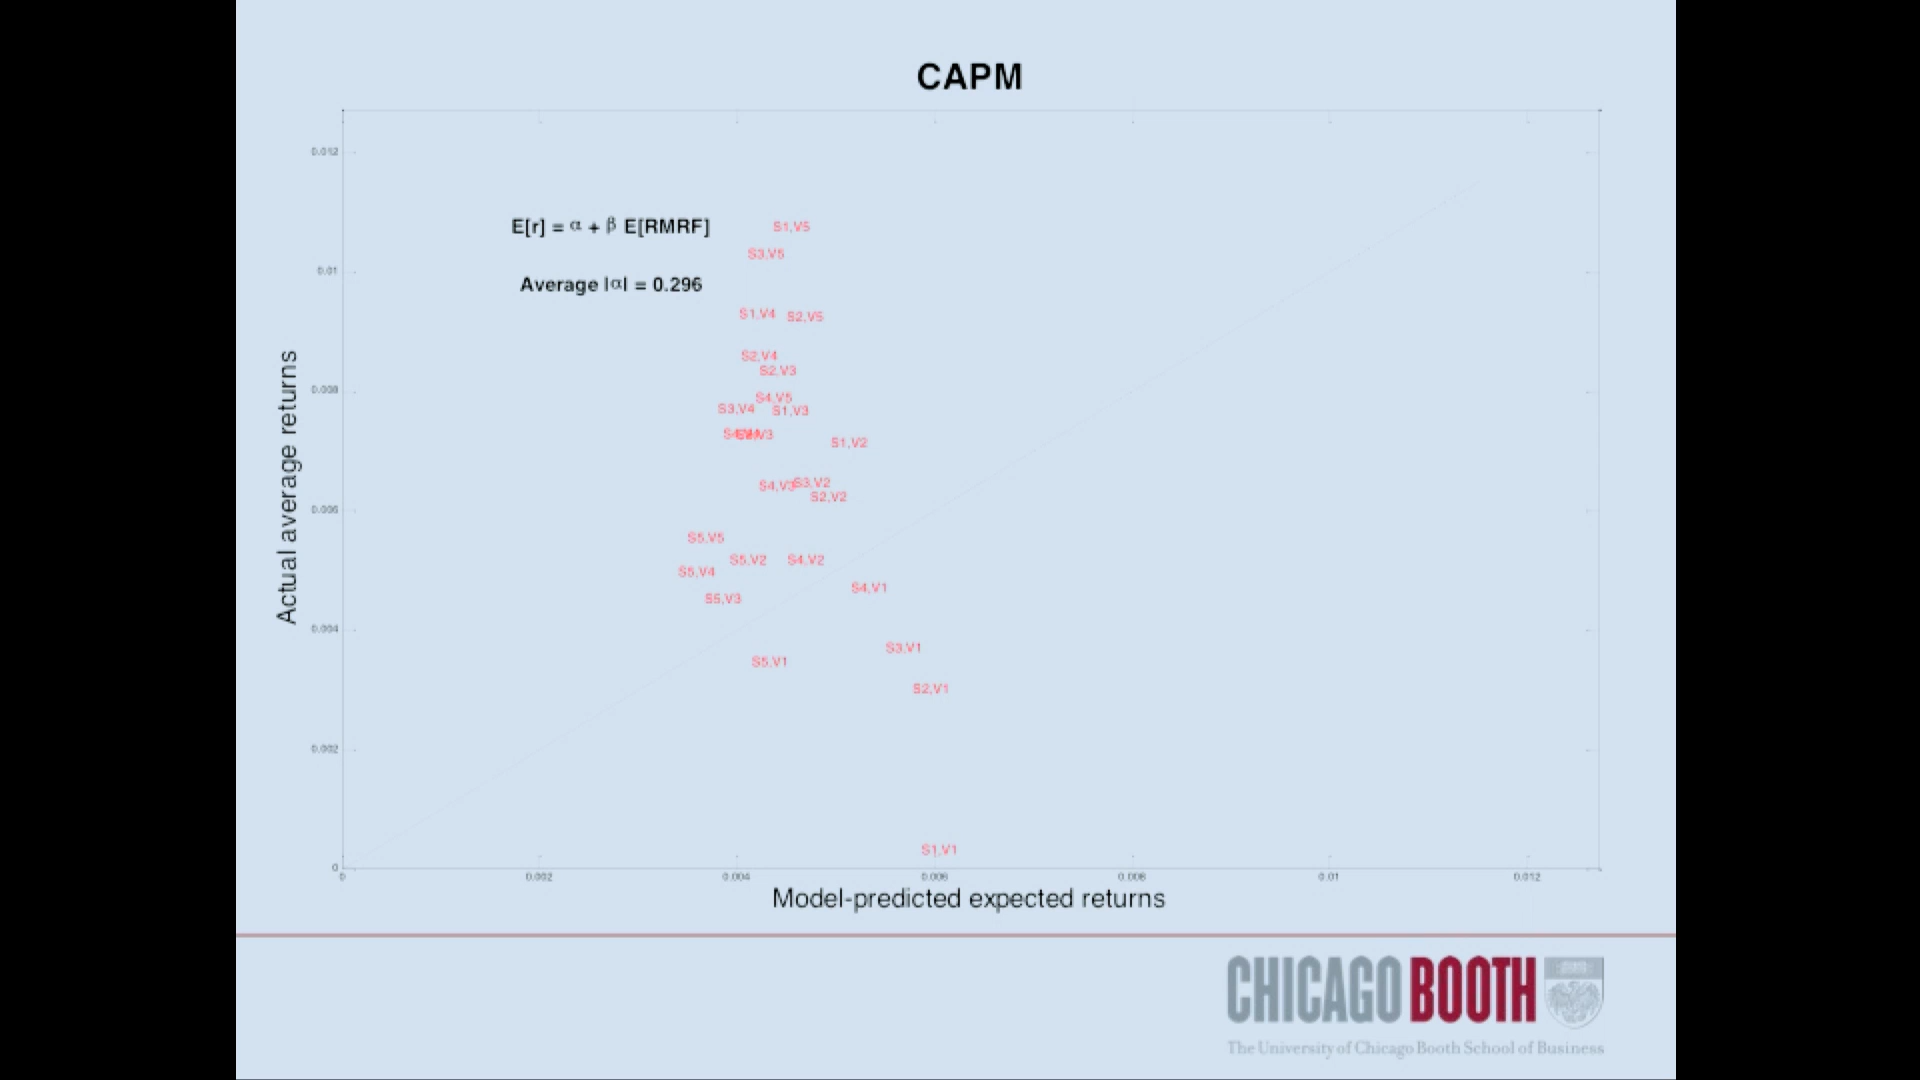 CAPM
0.012
E[r] = α + β E[RMRF]
S1,V5
S3,V5
0.01
Average |α| = 0.296
S1,V4
S2,V5
S2,V4
S2,V3
0.008
S4,V5
S3,V4
S1,V3
S1,V2
S4,V3
S3,V2
S2,V2
0.006
S5,V5
S5,V2
S4,V2
S5,V4
S4,V1
S5,V3
0.004
S3,V1
S5,V1
S2,V1
0.002
S1,V1
0
0
0.002
0.004
0.006
0.008
0.01
0.012
Actual average returns
Model-predicted expected returns
CHICAGO BOOTH
The University of Chicago Booth School of Business